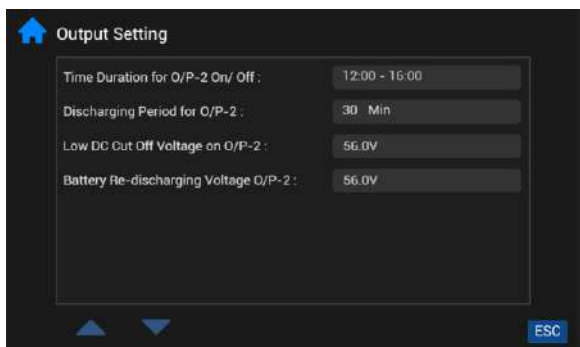 Output Setting
Time Duration for O/P-2 On/ Off :
12:00 - 16:00
Discharging Period for O/P-2 :
30 Min
Low DC Cut Off Voltage on O/P-2 :
56.0V
Battery Re-discharging Voltage O/P-2 :
56.0V
ESC